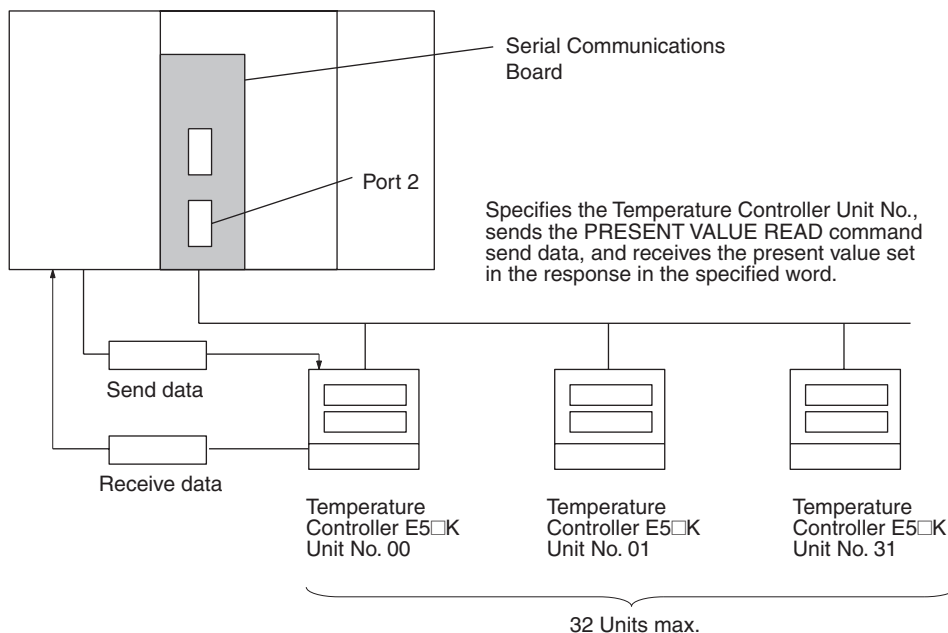 Serial Communications
Board
Port 2
Specifies the Temperature Controller Unit No.,
sends the PRESENT VALUE READ command
send data, and receives the present value set
in the response in the specified word.
Send data
Receive data
Temperature
Controller E5□K
Unit No. 00
Temperature
Controller E5□K
Unit No. 01
Temperature
Controller E5□K
Unit No. 31
32 Units max.